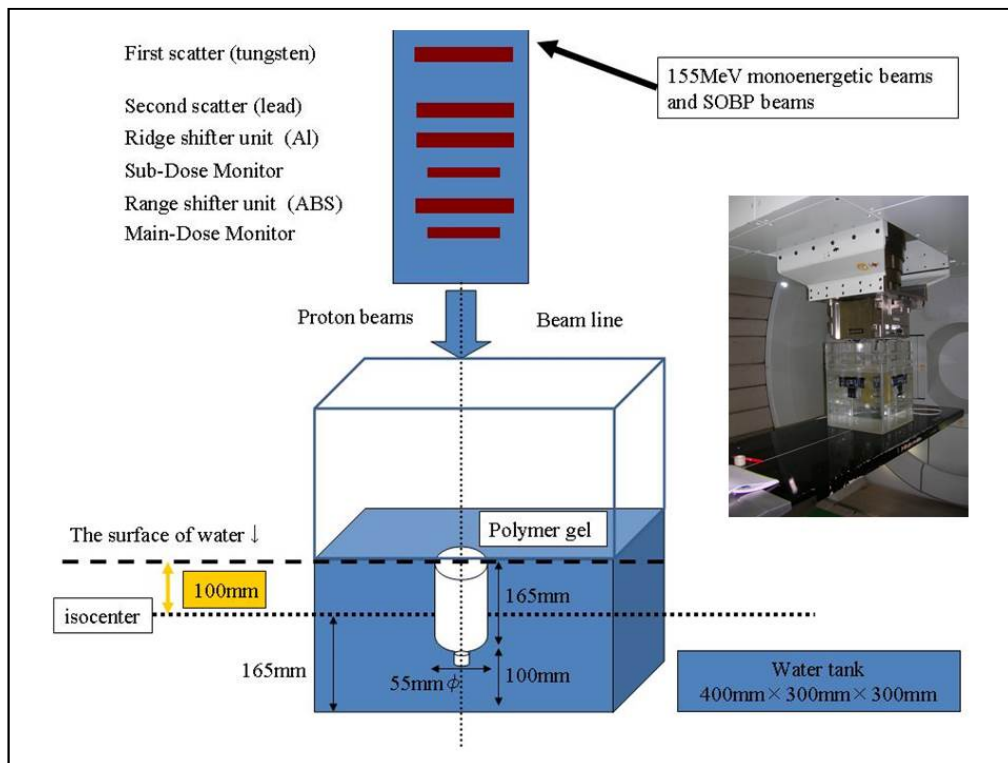 First scatter (tungsten)
Second scatter (lead)
Ridge shifter unit (Al)
Sub-Dose Monitor
Range shifter unit (ABS)
Main-Dose Monitor
155MeV monoenergetic beams
and SOBP beams
Proton beams
Beam line
The surface of water ↓
Polymer gel
100mm
165mm
isocenter
165mm
55mm ϕ
100mm
Water tank
400mm × 300mm × 300mm